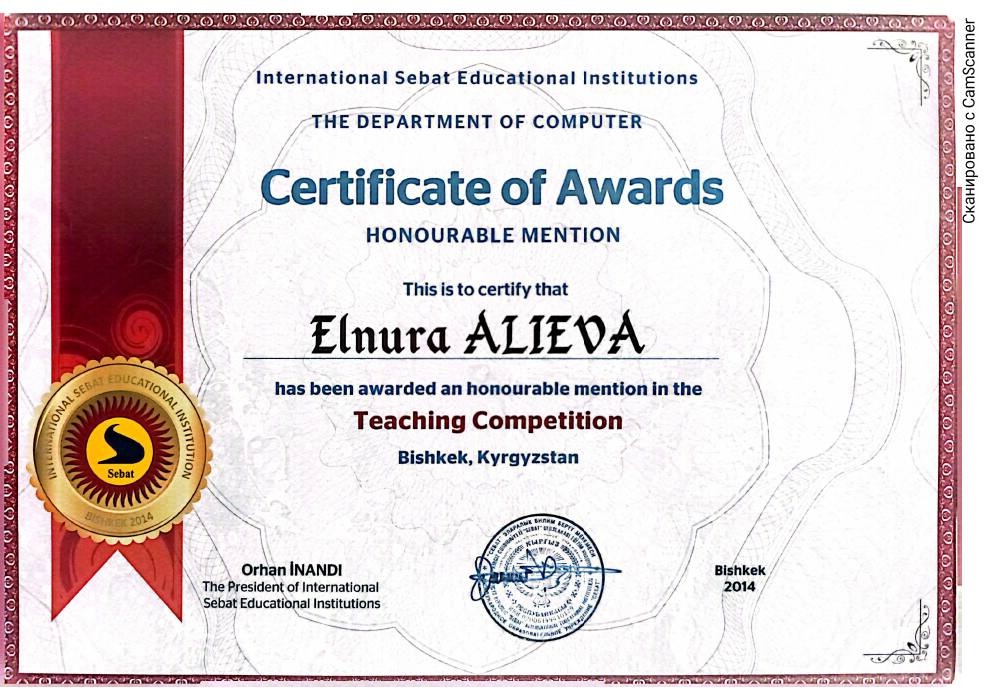 International Sebat Educational Institutions
THE DEPARTMENT OF COMPUTER
Certificate of Awards
HONOURABLE MENTION
This is to certify that
Elnura ALIEVA
has been awarded an honourable mention in the
Teaching Competition
Bishkek, Kyrgyzstan
INTERNATIONAL SEBAT EDUCATIONAL INSTITUTION
Sebat
BISHKEK 2014
Orhan İNANDI
The President of International
Sebat Educational Institutions
КЫРГЫЗ
Bishkek
2014
Сканировано с CamScanner